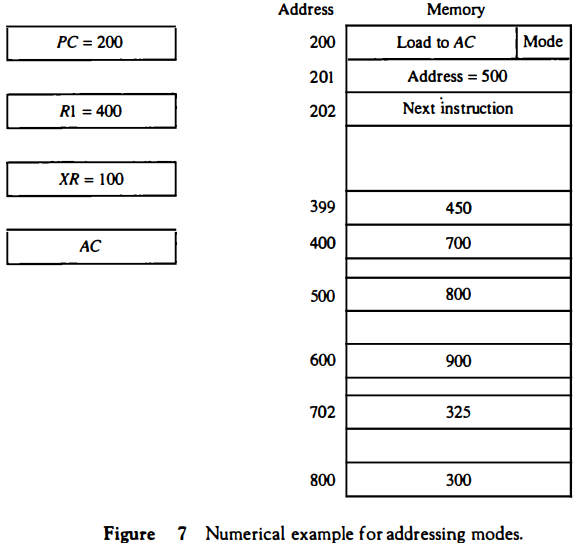 Address Memory
PC = 200 200 Load to AC Mode
201 Address = 500
R1 = 400 202 Next instruction
XR = 100
399 450
AC 400 700
500 800
600 900
702 325
800 300
Figure 7 Numerical example for addressing modes.